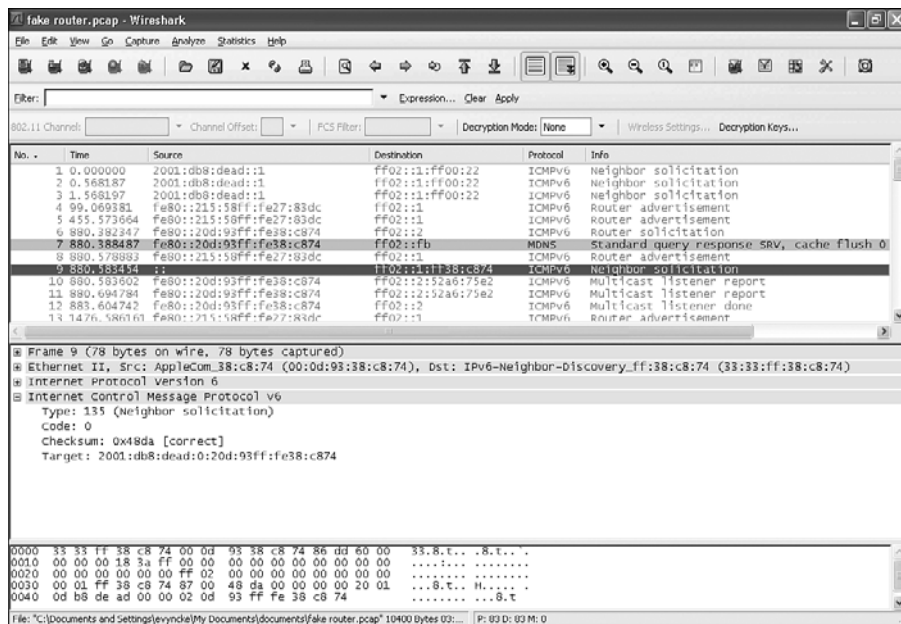 fake router.pcap - Wireshark
File Edit View Go Capture Analyze Statistics Help
Filter: Expression... Clear Apply
802.11 Channel: Channel Offset: FCS Filter: Decryption Mode: None Wireless Settings... Decryption Keys...
No. . Time Source Destination Protocol Info
1 0.000000 2001:db8:dead::1 ff02::1:ff00:22 ICMPv6 Neighbor solicitation
2 0.568187 2001:db8:dead::1 ff02::1:ff00:22 ICMPv6 Neighbor solicitation
3 1.568197 2001:db8:dead::1 ff02::1:ff00:22 ICMPv6 Neighbor solicitation
4 99.069381 fe80::215:58ff:fe27:83dc ff02::1 ICMPv6 Router advertisement
5 455.573664 fe80::215:58ff:fe27:83dc ff02::1 ICMPv6 Router advertisement
6 880.382347 fe80::20d:93ff:fe38:c874 ff02::2 ICMPv6 Router solicitation
7 880.388487 fe80::20d:93ff:fe38:c874 ff02::fb MDNS Standard query response SRV, cache flush 0
8 880.578883 fe80::215:58ff:fe27:83dc ff02::1 ICMPv6 Router advertisement
9 880.583454 :: ff02::1:ff38:c874 ICMPv6 Neighbor solicitation
10 880.583602 fe80::20d:93ff:fe38:c874 ff02::2:52a6:75e2 ICMPv6 Multicast listener report
11 880.694784 fe80::20d:93ff:fe38:c874 ff02::2:52a6:75e2 ICMPv6 Multicast listener report
12 883.604742 fe80::20d:93ff:fe38:c874 ff02::2 ICMPv6 Multicast listener done
13 1476.586161 fe80::215:58ff:fe27:83dc ff02::1 ICMPv6 Router advertisement
Frame 9 (78 bytes on wire, 78 bytes captured)
Ethernet II, Src: AppleCom_38:c8:74 (00:0d:93:38:c8:74), Dst: IPv6-Neighbor-Discovery_ff:38:c8:74 (33:33:ff:38:c8:74)
Internet Protocol Version 6
Internet Control Message Protocol v6
Type: 135 (Neighbor solicitation)
Code: 0
Checksum: 0x48da [correct]
Target: 2001:db8:dead:0:20d:93ff:fe38:c874
0000 33 33 ff 38 c8 74 00 0d 93 38 c8 74 86 dd 60 00 33.8.t.. .8.t..`.
0010 00 00 00 18 3a ff 00 00 00 00 00 00 00 00 00 00 ....:... ........
0020 00 00 00 00 00 00 ff 02 00 00 00 00 00 00 00 00 ........ ........
0030 00 01 ff 38 c8 74 87 00 48 da 00 00 00 00 20 01 ...8.t.. H..... .
0040 0d b8 de ad 00 00 02 0d 93 ff fe 38 c8 74 ........ ...8.t
File: "C:\Documents and Settings\evyncke\My Documents\documents\fake router.pcap" 10400 Bytes 03:... P: 83 D: 83 M: 0